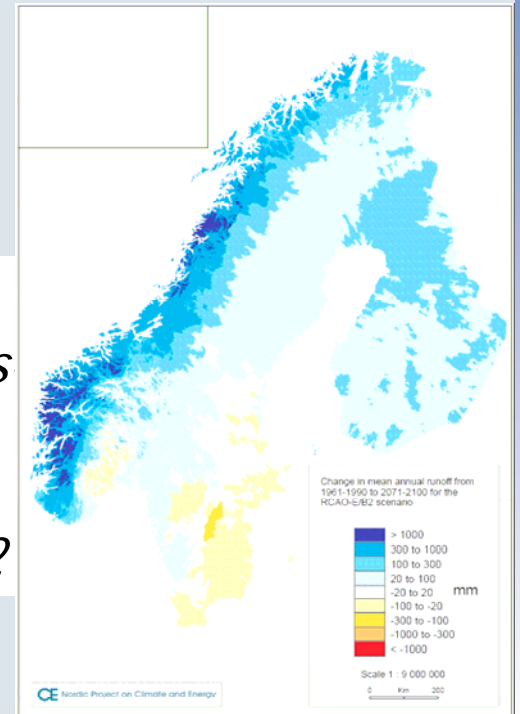 s
2
Change in mean annual runoff from
1961-1990 to 2071-2100 for the
RCAO-E/B2 scenario
> 1000
300 to 1000
100 to 300
20 to 100
-20 to 20
-100 to -20
-300 to -100
-1000 to -300
< -1000
mm
Scale 1 : 9 000 000
0 Km 200
CE Nordic Project on Climate and Energy